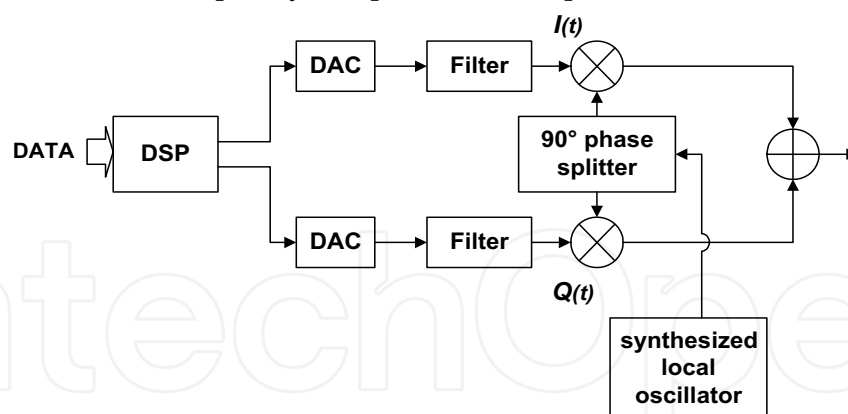 I(t)
DAC
Filter
DATA
DSP
90° phase
splitter
DAC
Filter
Q(t)
synthesized
local
oscillator